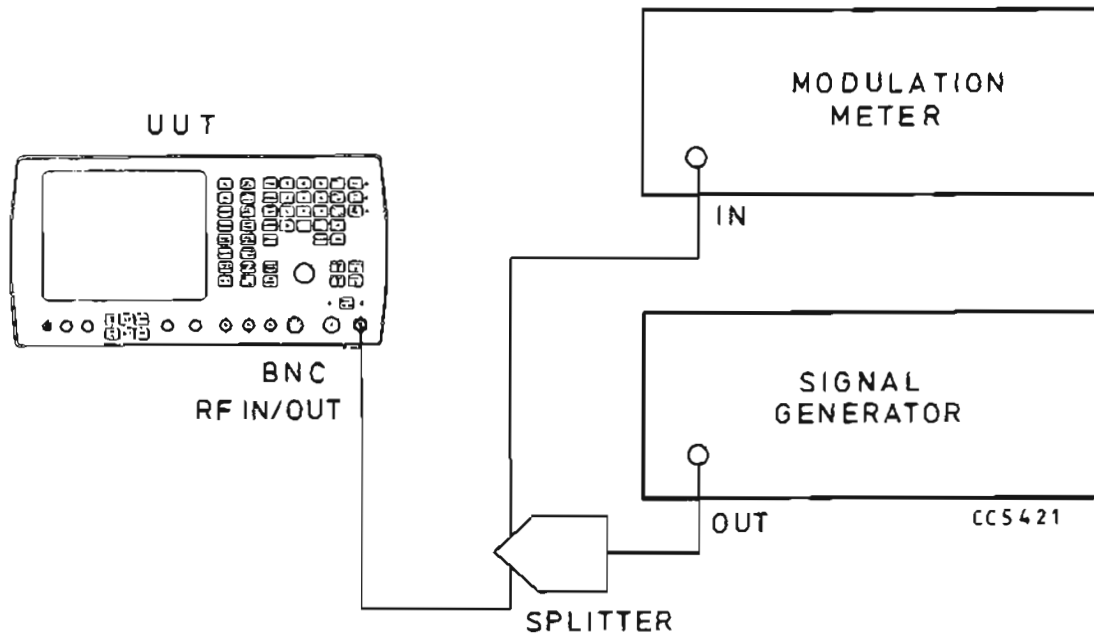 MODULATION
METER
UUT
IN
BNC
RF IN/OUT
SIGNAL
GENERATOR
OUT
CC5421
SPLITTER